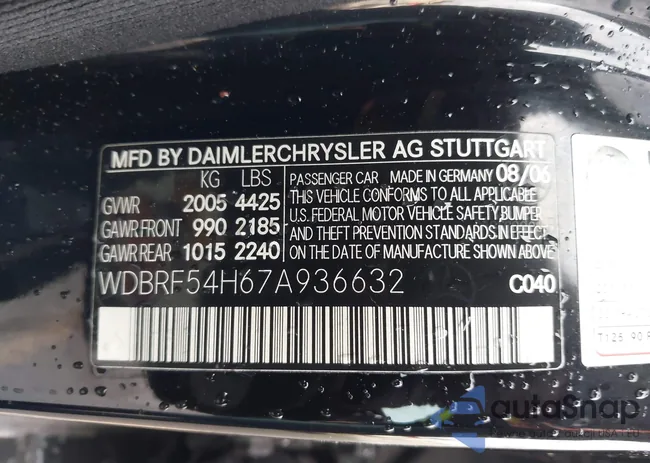 MFD BY DAIMLERCHRYSLER AG STUTTGART
KG LBS
GVWR 2005 4425
GAWR FRONT 990 2185
GAWR REAR 1015 2240
PASSENGER CAR MADE IN GERMANY 08/06
THIS VEHICLE CONFORMS TO ALL APPLICABLE
U.S. FEDERAL MOTOR VEHICLE SAFETY, BUMPER
AND THEFT PREVENTION STANDARDS IN EFFECT
ON THE DATE OF MANUFACTURE SHOWN ABOVE
WDBRF54H67A936632 C040
T125/90
autoSnap